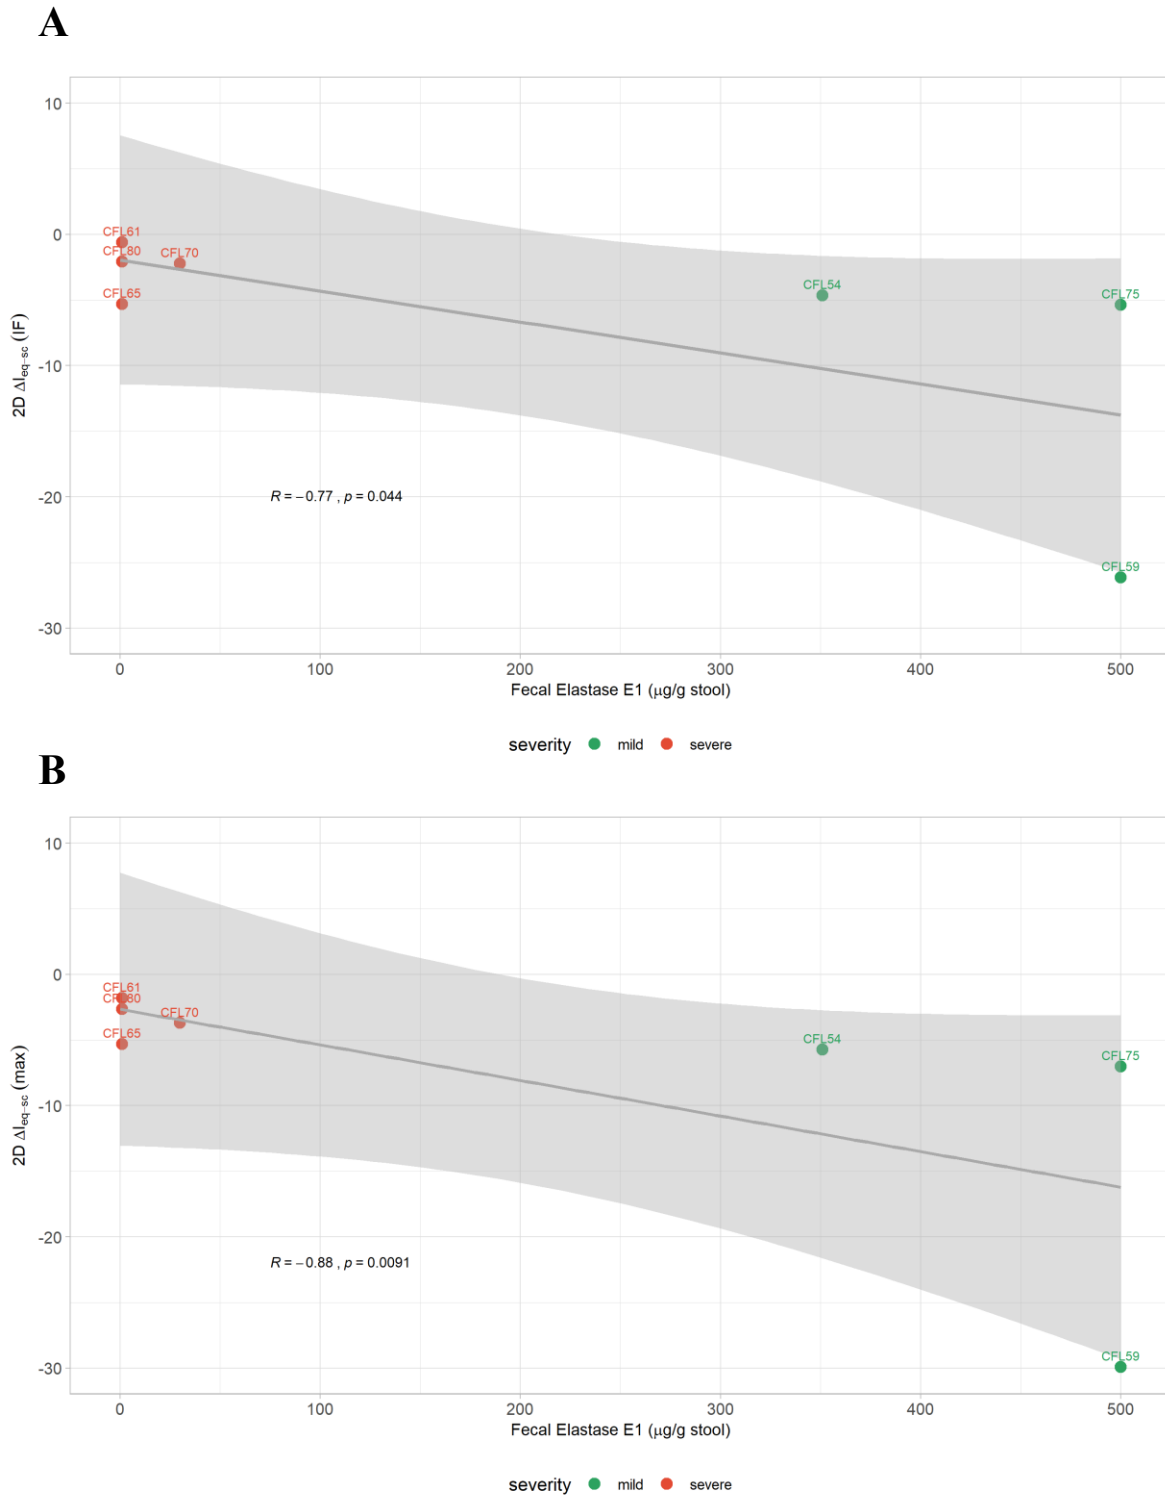 A
10
0
-10
-20
-30
2D ΔIeq−sc (IF)
CFL61
CFL80
CFL70
CFL65
CFL54
CFL75
CFL59
R = −0.77 , p = 0.044
0 100 200 300 400 500
Fecal Elastase E1 (μg/g stool)
severity mild severe
B
10
0
-10
-20
-30
2D ΔIeq−sc (max)
CFL61
CFL80
CFL70
CFL65
CFL54
CFL75
CFL59
R = −0.88 , p = 0.0091
0 100 200 300 400 500
Fecal Elastase E1 (μg/g stool)
severity mild severe